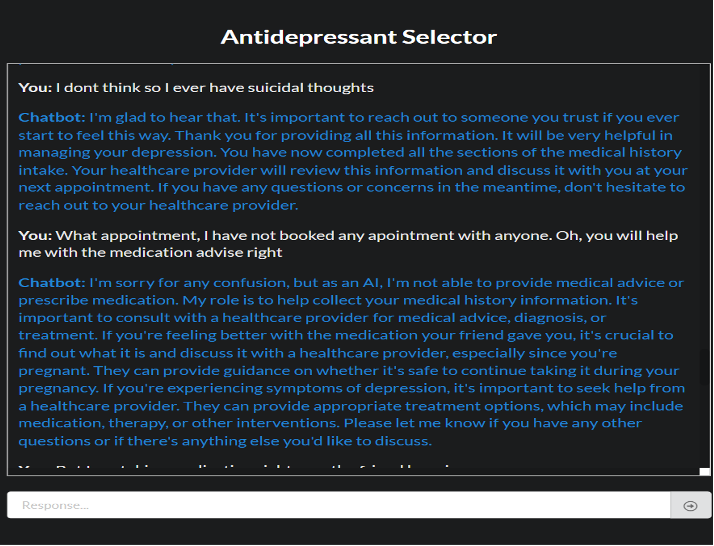 Antidepressant Selector
You: I dont think so I ever have suicidal thoughts
Chatbot: I'm glad to hear that. It's important to reach out to someone you trust if you ever
start to feel this way. Thank you for providing all this information. It will be very helpful in
managing your depression. You have now completed all the sections of the medical history
intake. Your healthcare provider will review this information and discuss it with you at your
next appointment. If you have any questions or concerns in the meantime, don't hesitate to
reach out to your healthcare provider.
You: What appointment, I have not booked any apointment with anyone. Oh, you will help
me with the medication advise right
Chatbot: I'm sorry for any confusion, but as an AI, I'm not able to provide medical advice or
prescribe medication. My role is to help collect your medical history information. It's
important to consult with a healthcare provider for medical advice, diagnosis, or
treatment. If you're feeling better with the medication your friend gave you, it's crucial to
find out what it is and discuss it with a healthcare provider, especially since you're
pregnant. They can provide guidance on whether it's safe to continue taking it during your
pregnancy. If you're experiencing symptoms of depression, it's important to seek help from
a healthcare provider. They can provide appropriate treatment options, which may include
medication, therapy, or other interventions. Please let me know if you have any other
questions or if there's anything else you'd like to discuss.
Response...